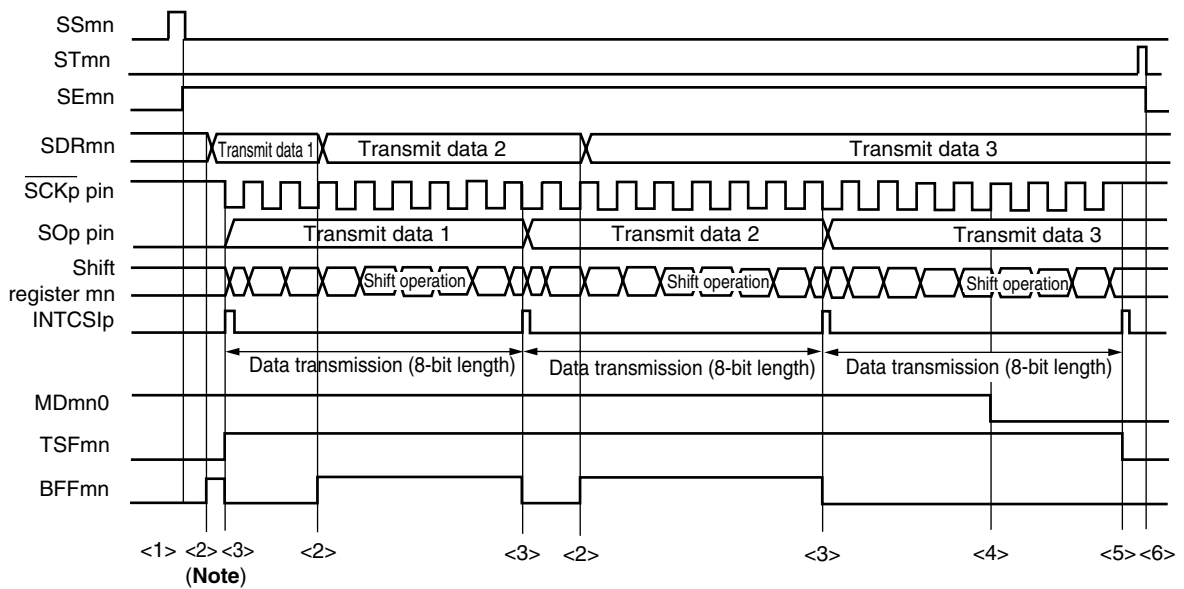 SSmn
STmn
SEmn
SDRmn Transmit data 1 Transmit data 2 Transmit data 3
SCKp pin
SOp pin Transmit data 1 Transmit data 2 Transmit data 3
Shift
register mn Shift operation Shift operation Shift operation
INTCSIp
Data transmission (8-bit length) Data transmission (8-bit length) Data transmission (8-bit length)
MDmn0
TSFmn
BFFmn
<1> <2> <3> <2> <3> <2> <3> <4> <5> <6>
(Note)